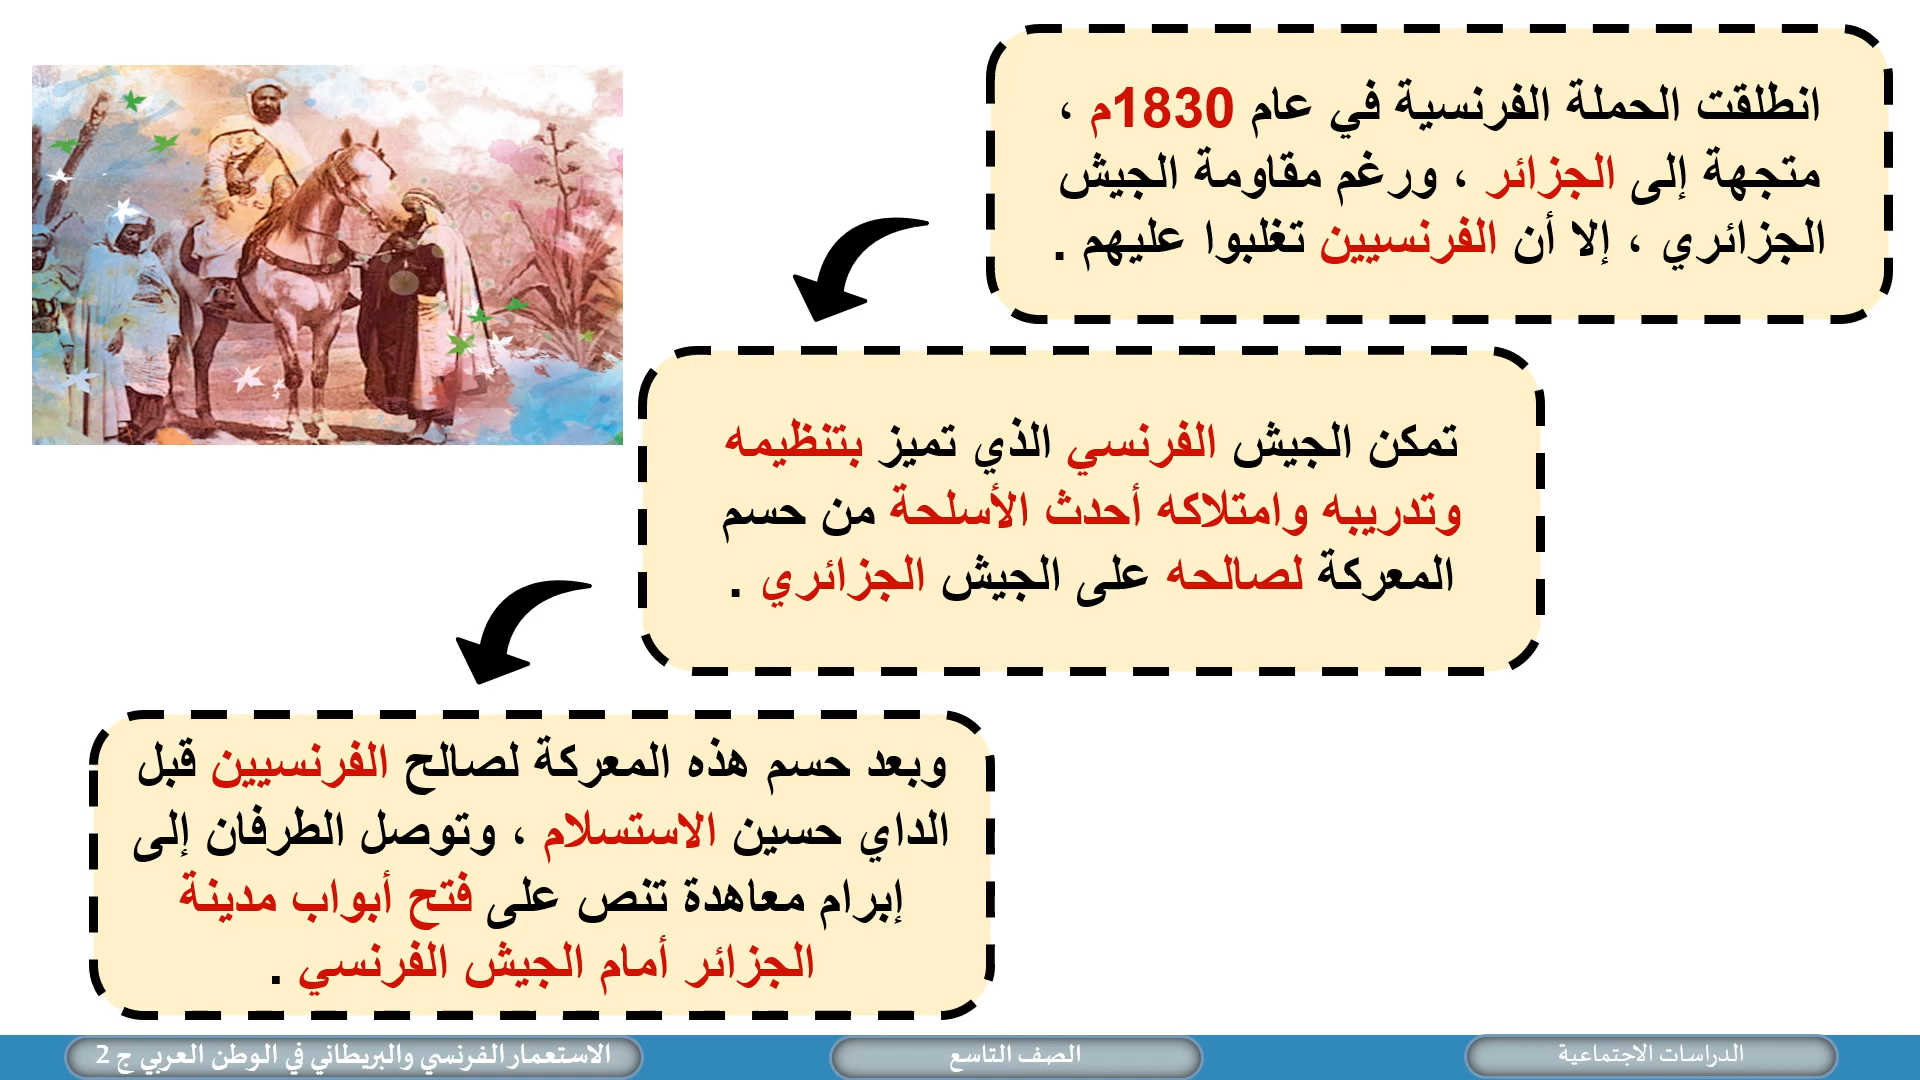 انطلقت الحملة الفرنسية في عام 1830م ،
متجهة إلى الجزائر ، ورغم مقاومة الجيش
الجزائري ، إلا أن الفرنسيين تغلبوا عليهم .
تمكن الجيش الفرنسي الذي تميز بتنظيمه
وتدريبه وامتلاكه أحدث الأسلحة من حسم
المعركة لصالحه على الجيش الجزائري .
وبعد حسم هذه المعركة لصالح الفرنسيين قبل
الداي حسين الاستسلام ، وتوصل الطرفان إلى
إبرام معاهدة تنص على فتح أبواب مدينة
الجزائر أمام الجيش الفرنسي .
الدراسات الاجتماعية
الصف التاسع
الاستعمار الفرنسي والبريطاني في الوطن العربي ج 2